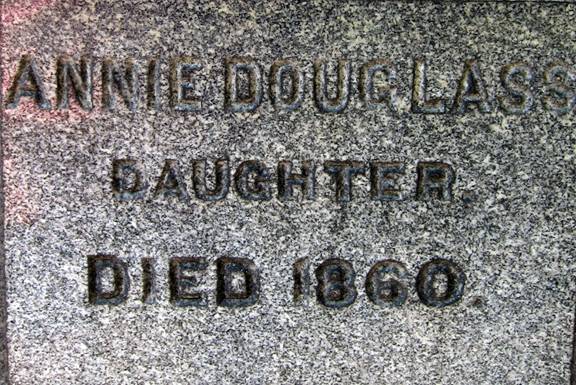 ANNIE DOUGLASS
DAUGHTER.
DIED 1860.